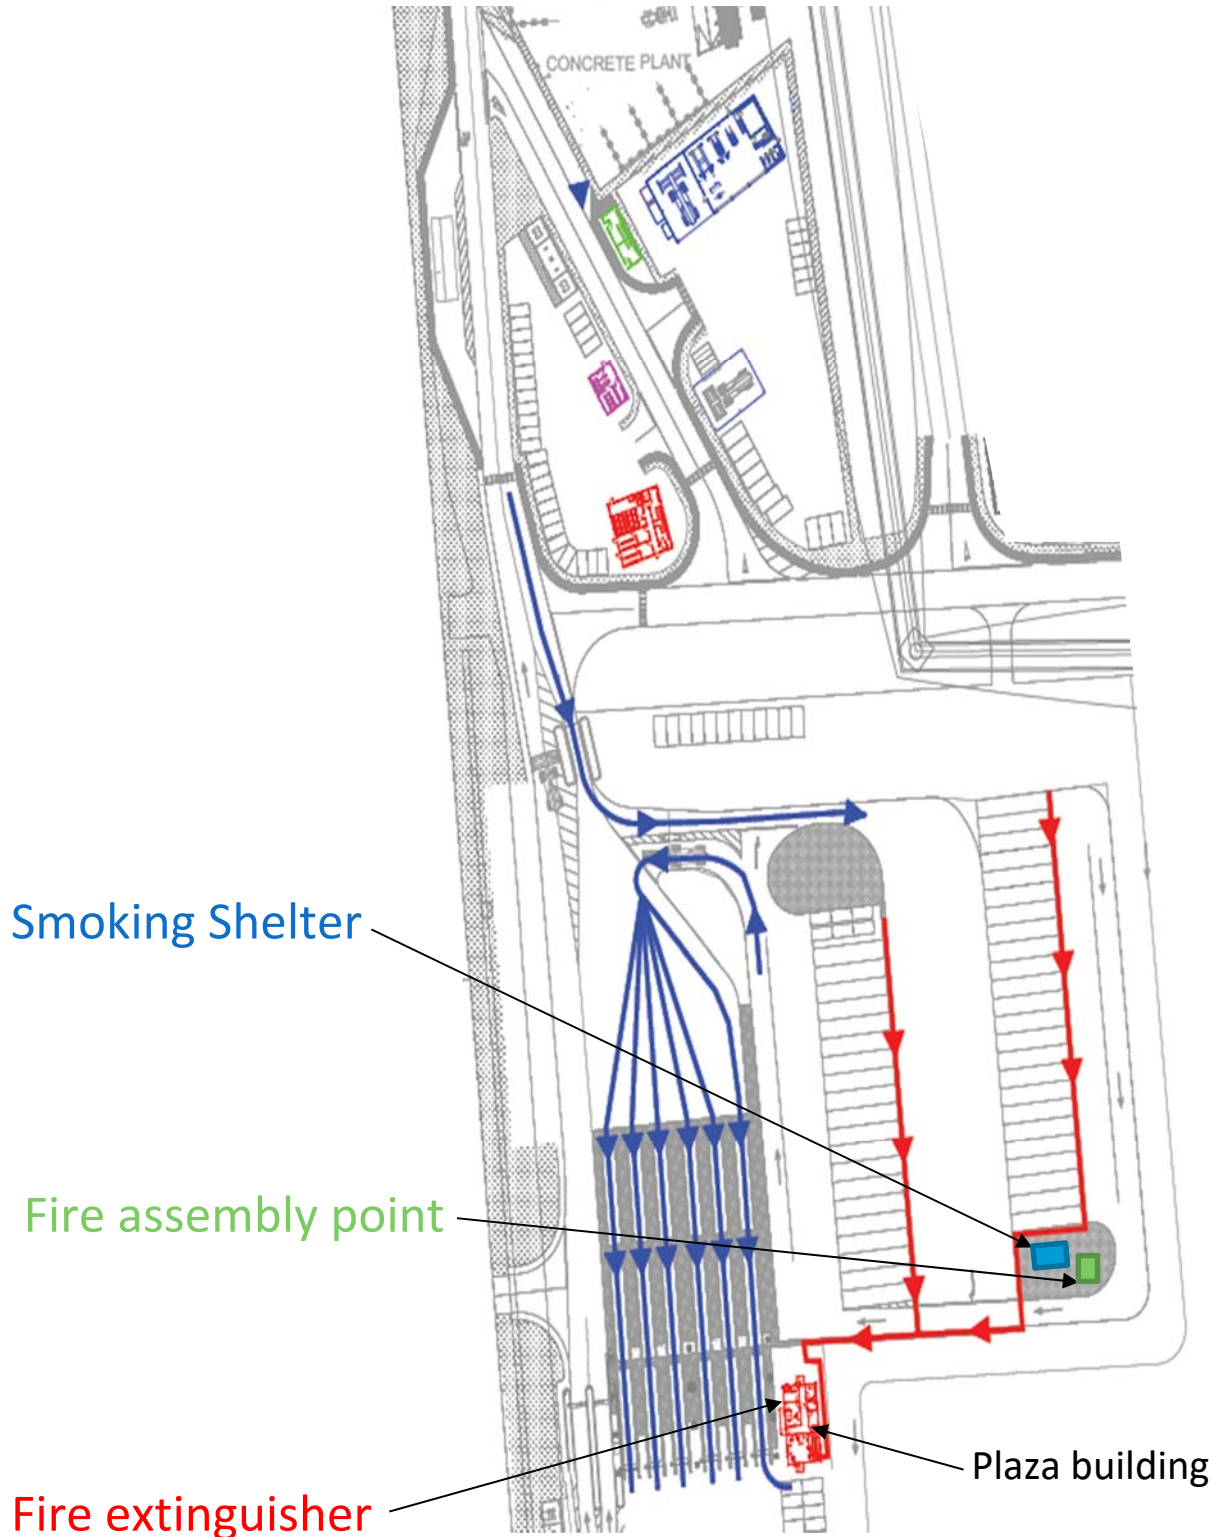 CONCRETE PLANT
Smoking Shelter
Fire assembly point
Plaza building
Fire extinguisher